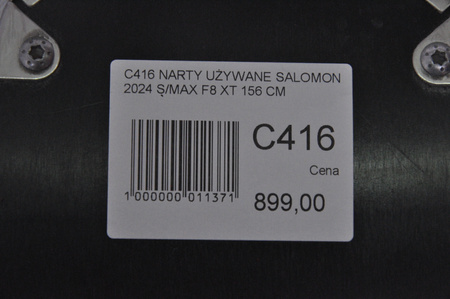 C416 NARTY UŻYWANE SALOMON
2024 Ş/MAX F8 XT 156 CM
C416
Cena
1 000000 011371
899,00